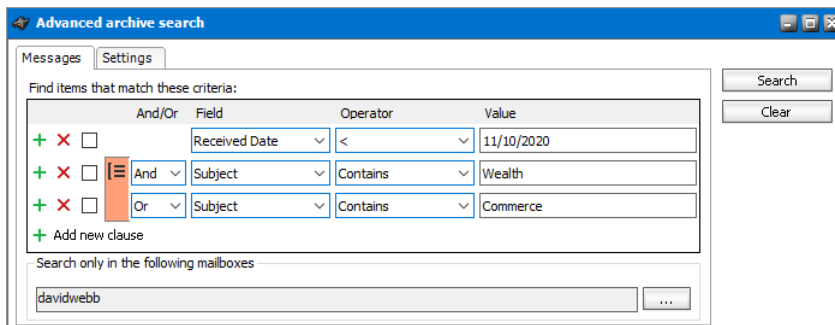 Advanced archive search
Messages Settings
Find items that match these criteria:
Search
And/Or Field Operator Value
Clear
Received Date < 11/10/2020
And Subject Contains Wealth
Or Subject Contains Commerce
Add new clause
Search only in the following mailboxes
davidwebb ...